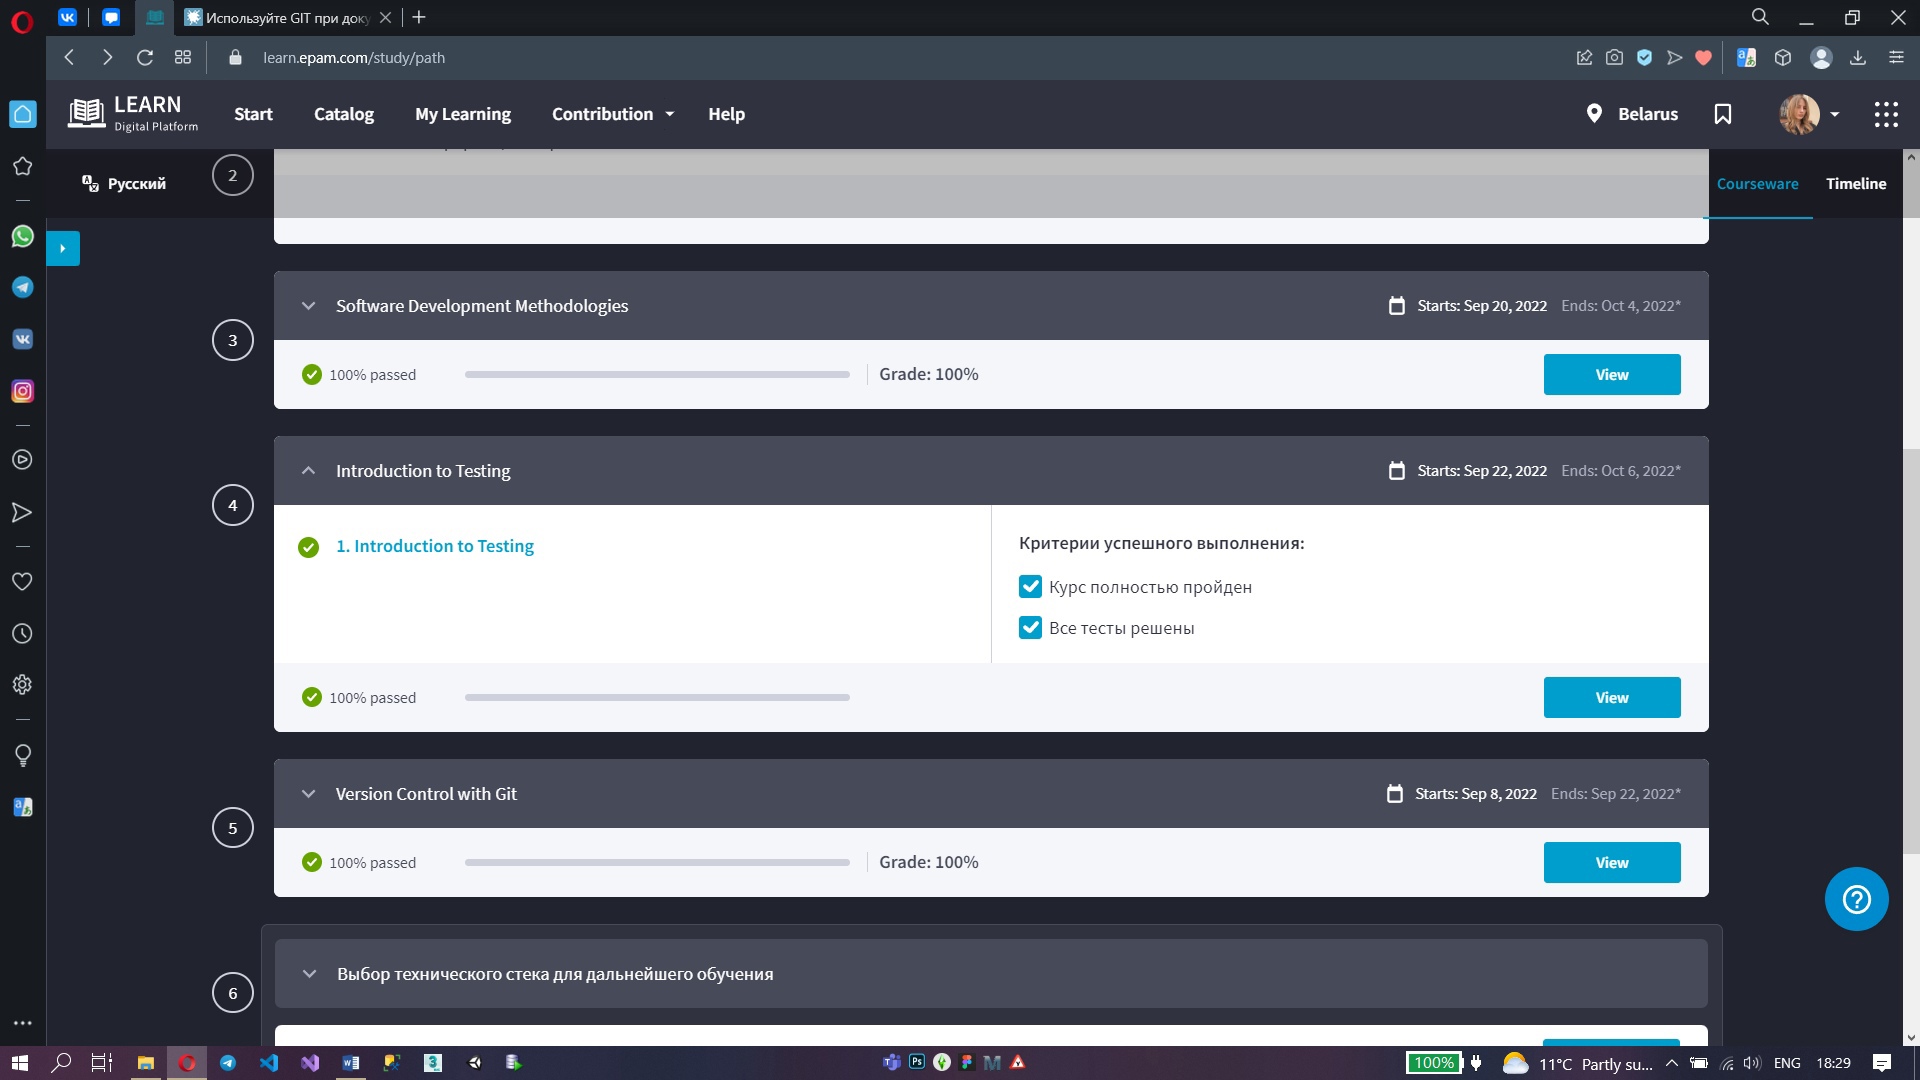 Используйте GIT при доку
learn.epam.com/study/path
LEARN
Digital Platform
Start
Catalog
My Learning
Contribution
Help
Belarus
Русский
2
Courseware
Timeline
3
Software Development Methodologies
Starts: Sep 20, 2022
Ends: Oct 4, 2022*
100% passed
Grade: 100%
View
4
Introduction to Testing
Starts: Sep 22, 2022
Ends: Oct 6, 2022*
1. Introduction to Testing
Критерии успешного выполнения:
Курс полностью пройден
Все тесты решены
100% passed
View
5
Version Control with Git
Starts: Sep 8, 2022
Ends: Sep 22, 2022*
100% passed
Grade: 100%
View
6
Выбор технического стека для дальнейшего обучения
100%
11°C Partly su...
ENG
18:29